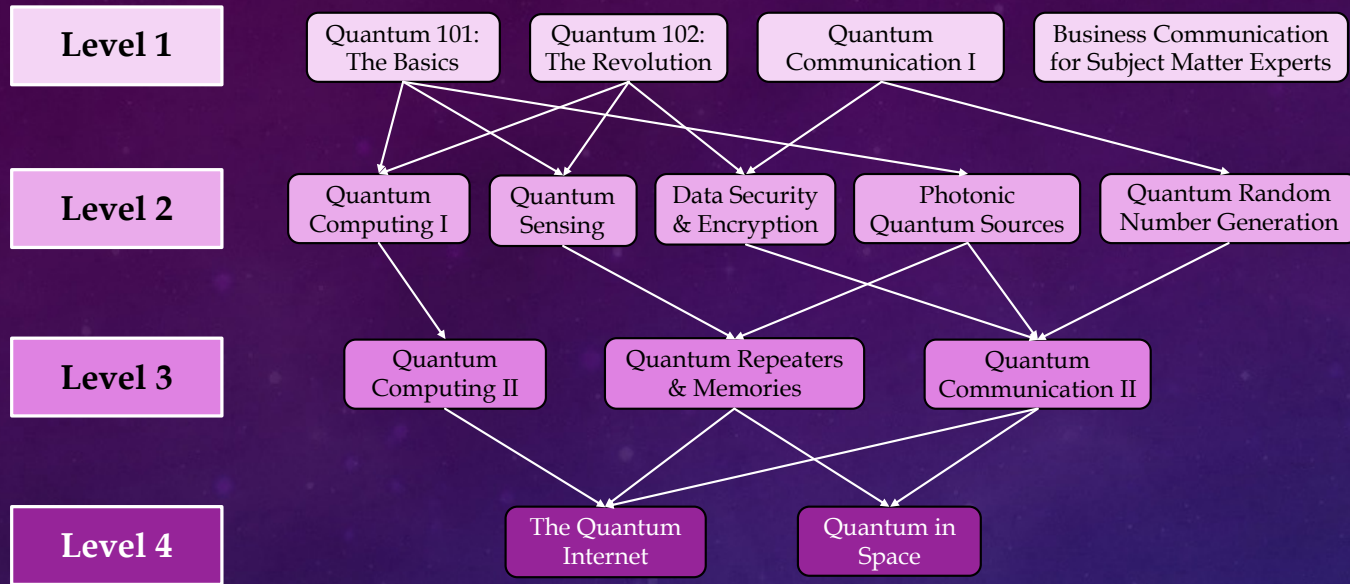 Level 1
Quantum 101:
The Basics
Quantum 102:
The Revolution
Quantum
Communication I
Business Communication
for Subject Matter Experts
Level 2
Quantum
Computing I
Quantum
Sensing
Data Security
& Encryption
Photonic
Quantum Sources
Quantum Random
Number Generation
Level 3
Quantum
Computing II
Quantum Repeaters
& Memories
Quantum
Communication II
Level 4
The Quantum
Internet
Quantum in
Space